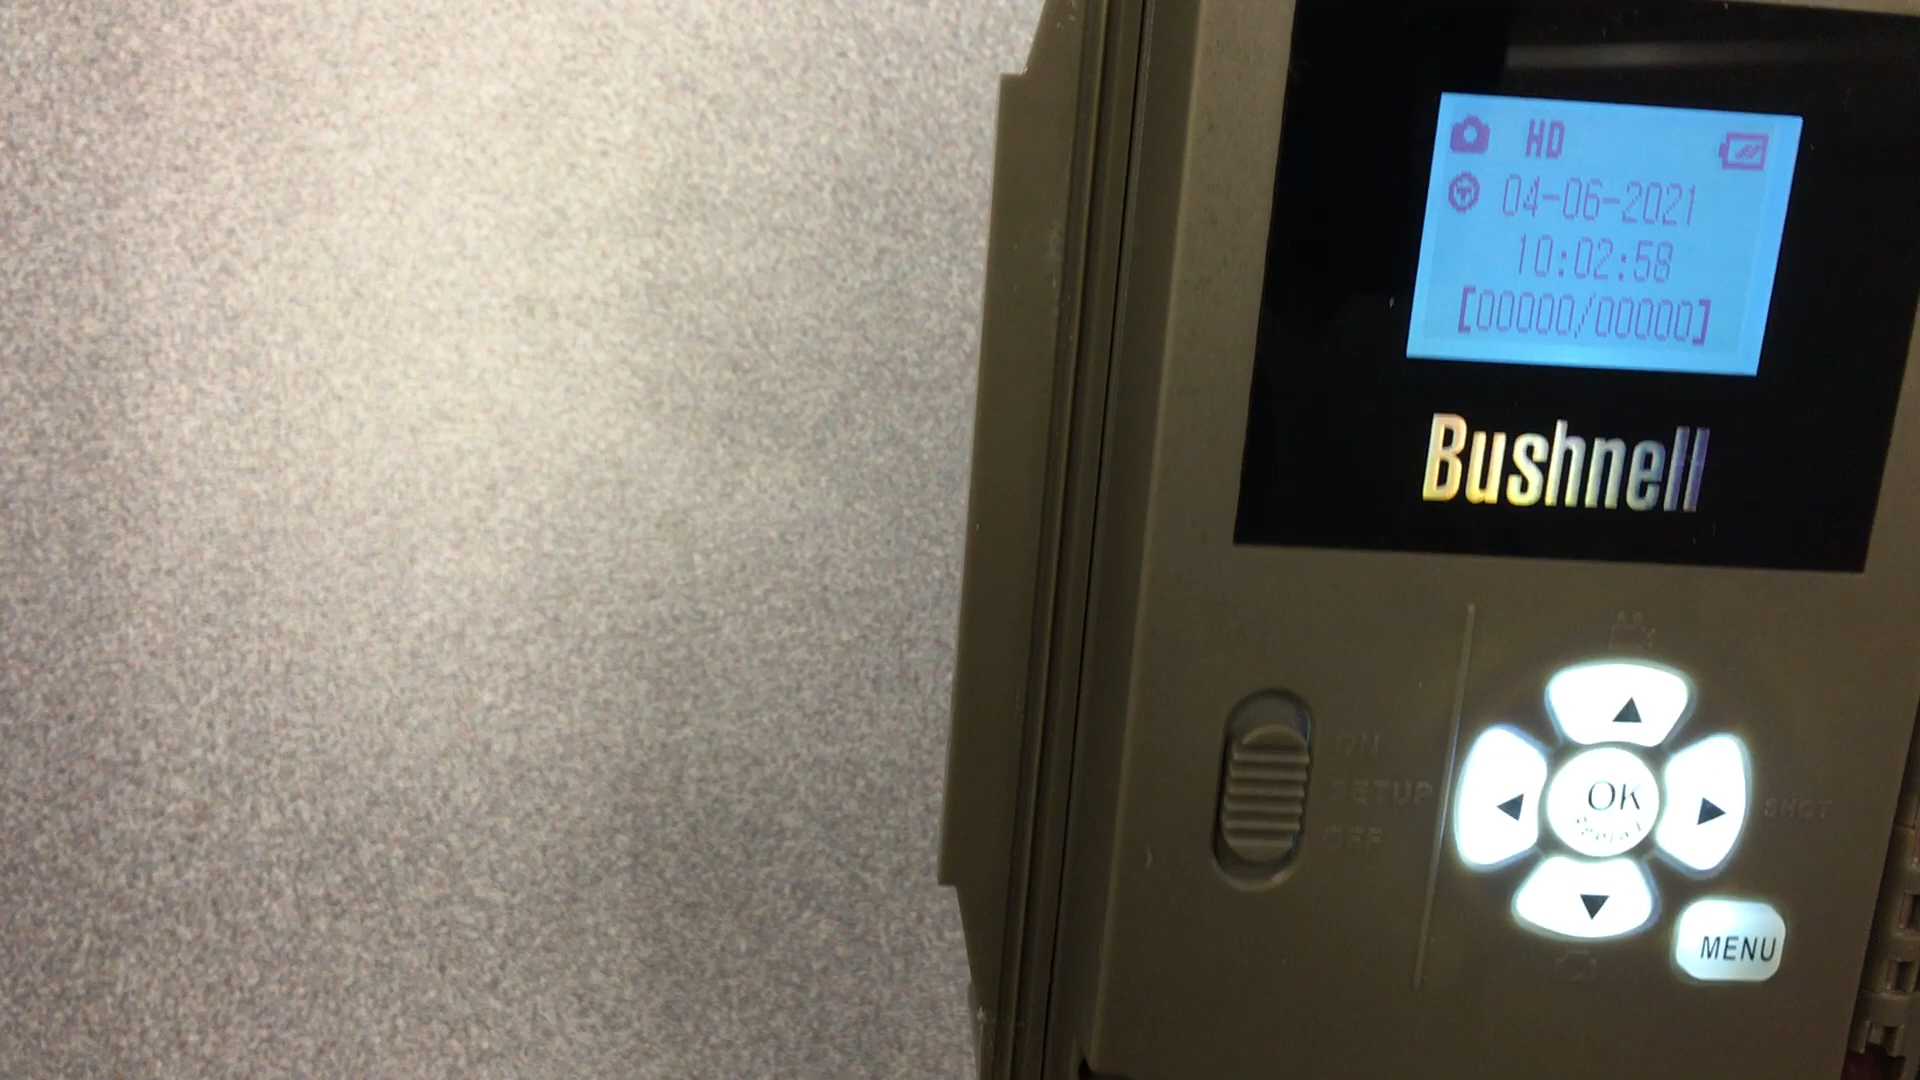 HD
04-06-2021
10:02:58
[00000/00000]
Bushnell
ON
SETUP
OFF
OK
SHOT
MENU